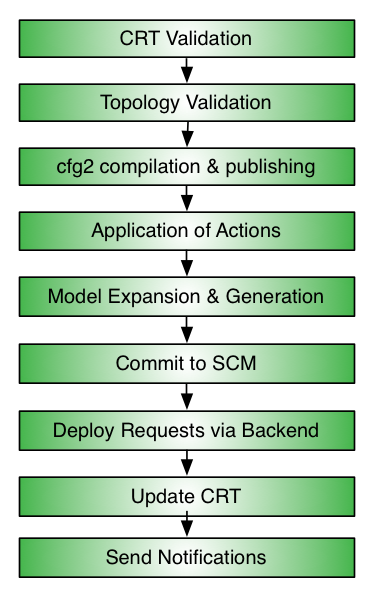 CRT Validation
Topology Validation
cfg2 compilation & publishing
Application of Actions
Model Expansion & Generation
Commit to SCM
Deploy Requests via Backend
Update CRT
Send Notifications